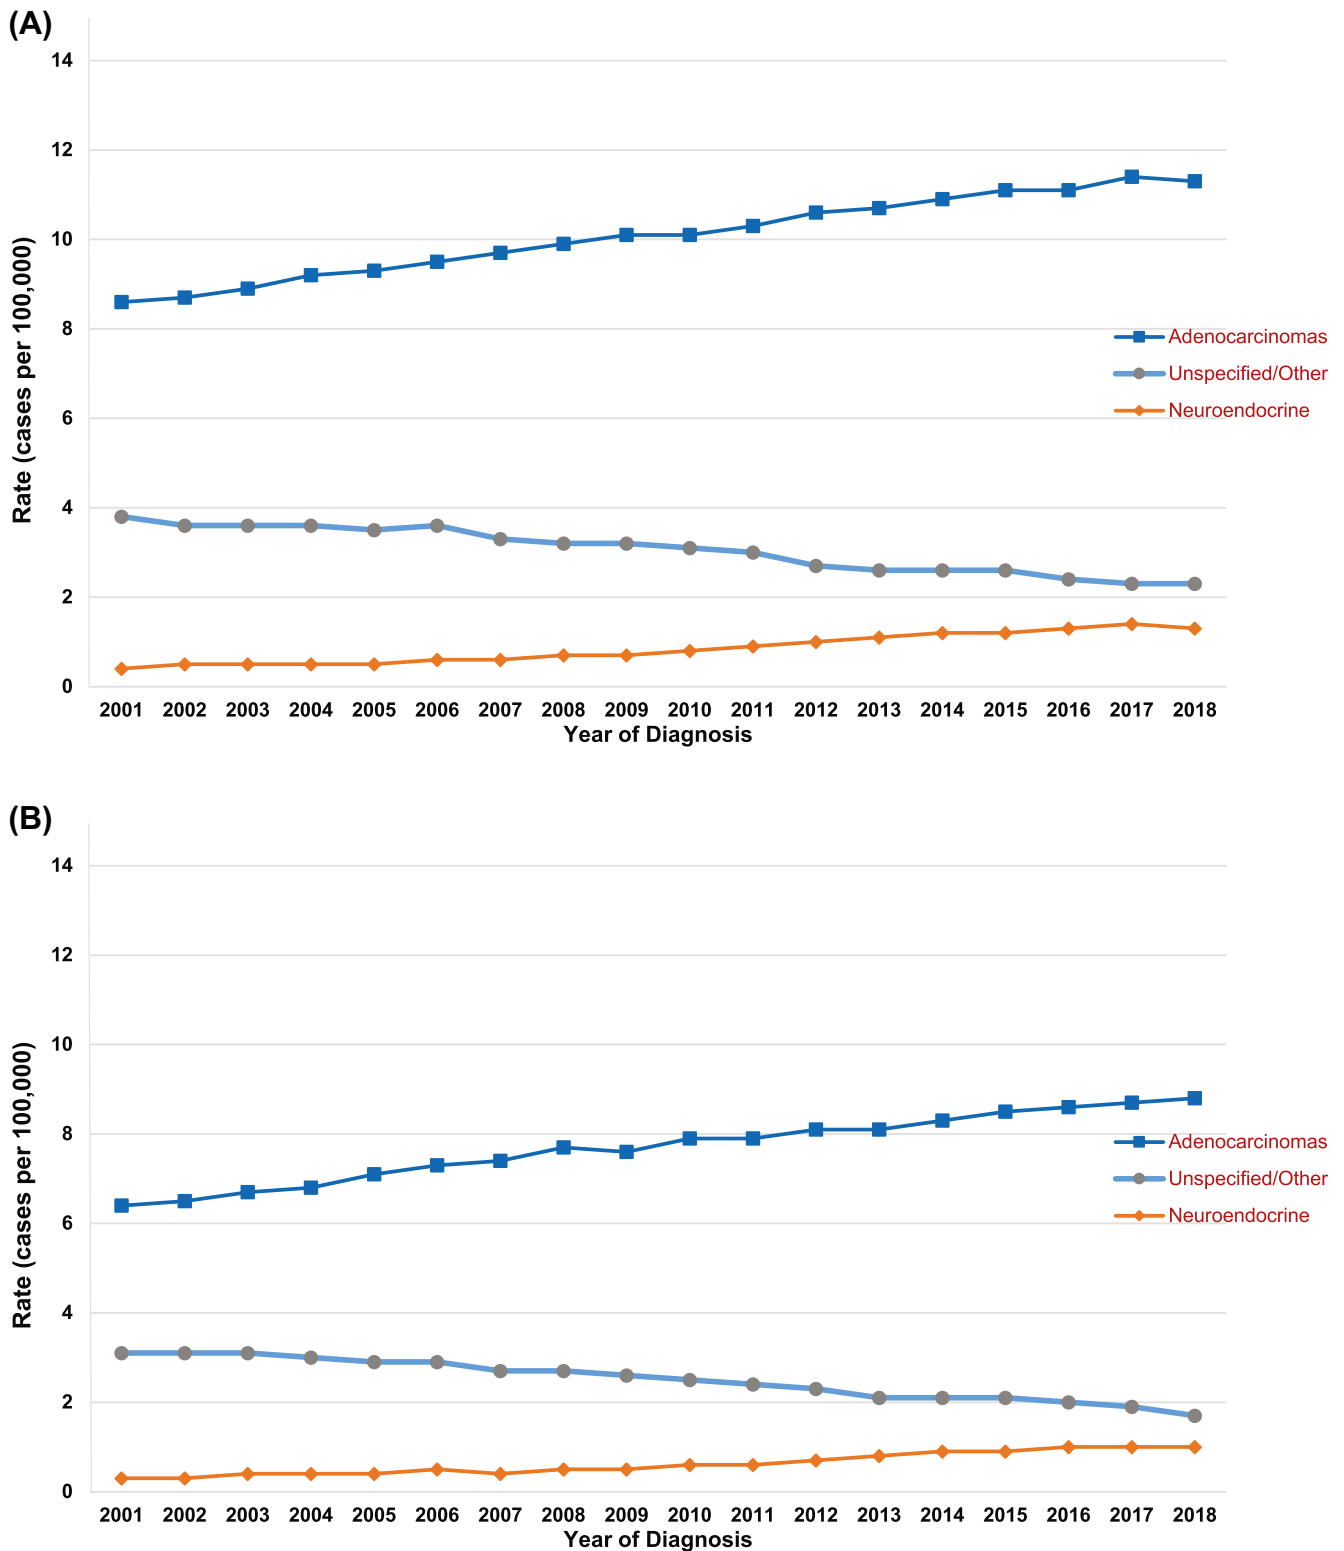 (A)
14
12
10
8
6
4
2
0
Rate (cases per 100,000)
Adenocarcinomas
Unspecified/Other
Neuroendocrine
2001 2002 2003 2004 2005 2006 2007 2008 2009 2010 2011 2012 2013 2014 2015 2016 2017 2018
Year of Diagnosis
(B)
14
12
10
8
6
4
2
0
Rate (cases per 100,000)
Adenocarcinomas
Unspecified/Other
Neuroendocrine
2001 2002 2003 2004 2005 2006 2007 2008 2009 2010 2011 2012 2013 2014 2015 2016 2017 2018
Year of Diagnosis